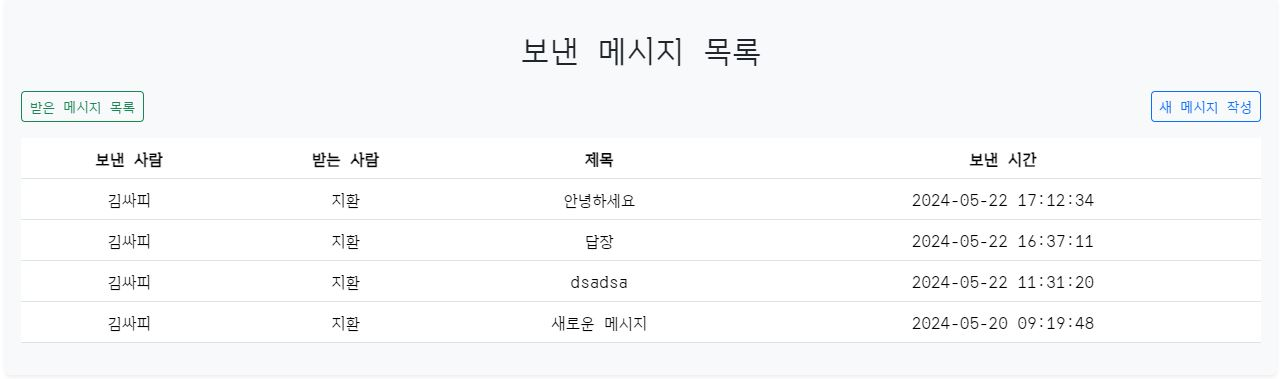 보낸 메시지 목록
받은 메시지 목록 새 메시지 작성
보낸 사람 받는 사람 제목 보낸 시간
김싸피 지환 안녕하세요 2024-05-22 17:12:34
김싸피 지환 답장 2024-05-22 16:37:11
김싸피 지환 dsadsa 2024-05-22 11:31:20
김싸피 지환 새로운 메시지 2024-05-20 09:19:48